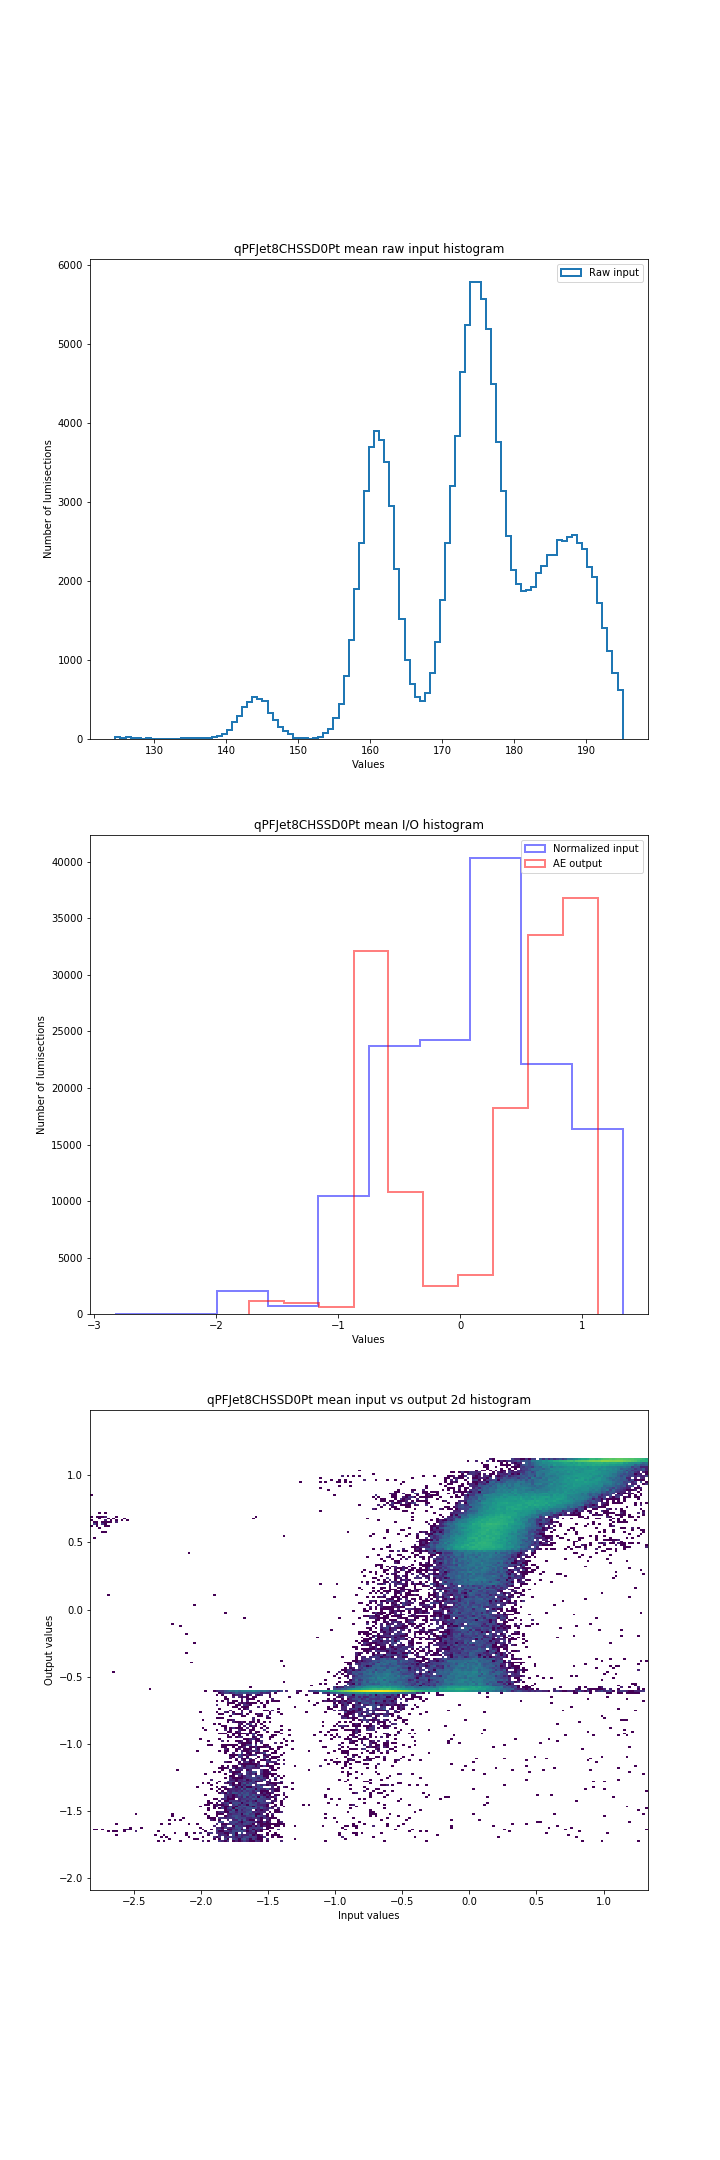 qPFJet8CHSSD0Pt mean raw input histogram
6000
5000
4000
3000
2000
1000
0
Number of lumisections
Raw input
130 140 150 160 170 180 190
Values
qPFJet8CHSSD0Pt mean I/O histogram
40000
35000
30000
25000
20000
15000
10000
5000
0
Number of lumisections
Normalized input
AE output
−3 −2 −1 0 1
Values
qPFJet8CHSSD0Pt mean input vs output 2d histogram
1.0
0.5
0.0
−0.5
−1.0
−1.5
−2.0
Output values
−2.5 −2.0 −1.5 −1.0 −0.5 0.0 0.5 1.0
Input values